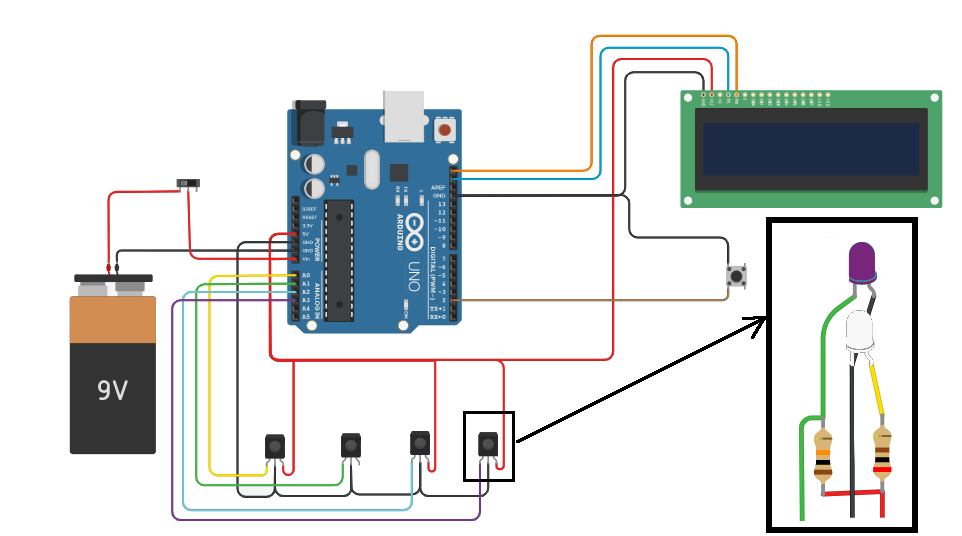 IOREF
RESET
3.3V
5V
GND
GND
Vin
POWER
A0
A1
A2
A3
A4
A5
ANALOG IN
RX TX
L
ARDUINO
UNO
ON
AREF
GND
13
12
~11
~10
~9
8
7
~6
~5
4
~3
2
TX→1
RX←0
DIGITAL (PWM~)
9V